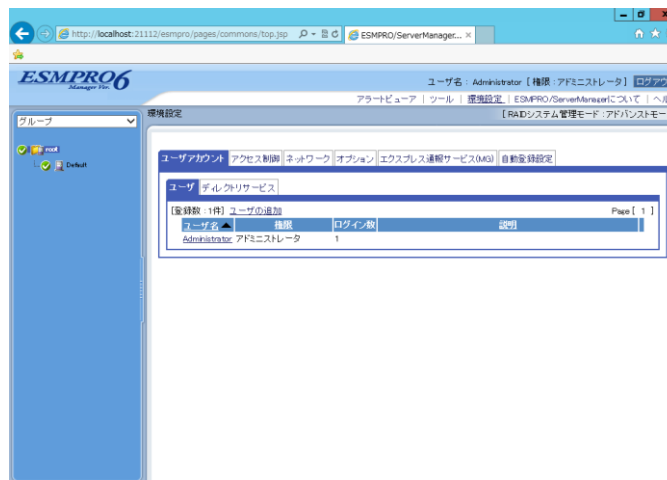 http://localhost:21112/esmpro/pages/commons/top.jsp
ESMPRO/ServerManager...
ESMPRO6
Manager Ver.
ユーザ名 : Administrator [ 権限 : アドミニストレータ ] ログアウ
アラートビューア | ツール | 環境設定 | ESMPRO/ServerManagerについて | ヘル
グループ
環境設定
[ RAIDシステム管理モード : アドバンストモー
root
Default
ユーザアカウント アクセス制御 ネットワーク オプション エクスプレス通報サービス(MG) 自動登録設定
ユーザ ディレクトリサービス
[登録数 : 1件] ユーザの追加
Page [ 1 ]
ユーザ名▲ 権限 ログイン数 説明
Administrator アドミニストレータ 1